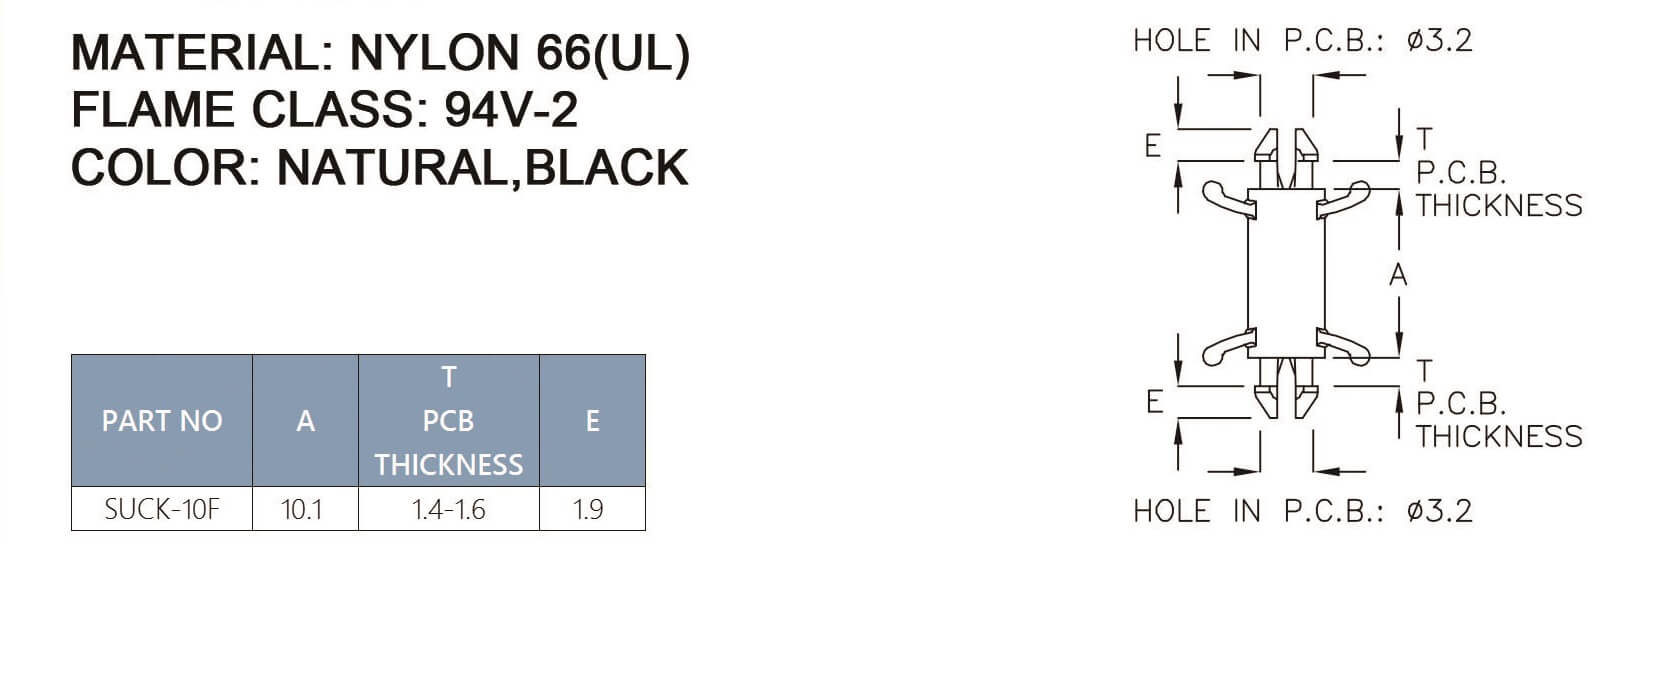 MATERIAL: NYLON 66(UL)
FLAME CLASS: 94V-2
COLOR: NATURAL,BLACK
PART NO A T PCB THICKNESS E
SUCK-10F 10.1 1.4-1.6 1.9
HOLE IN P.C.B.: ø3.2
E
T
P.C.B.
THICKNESS
A
E
T
P.C.B.
THICKNESS
HOLE IN P.C.B.: ø3.2